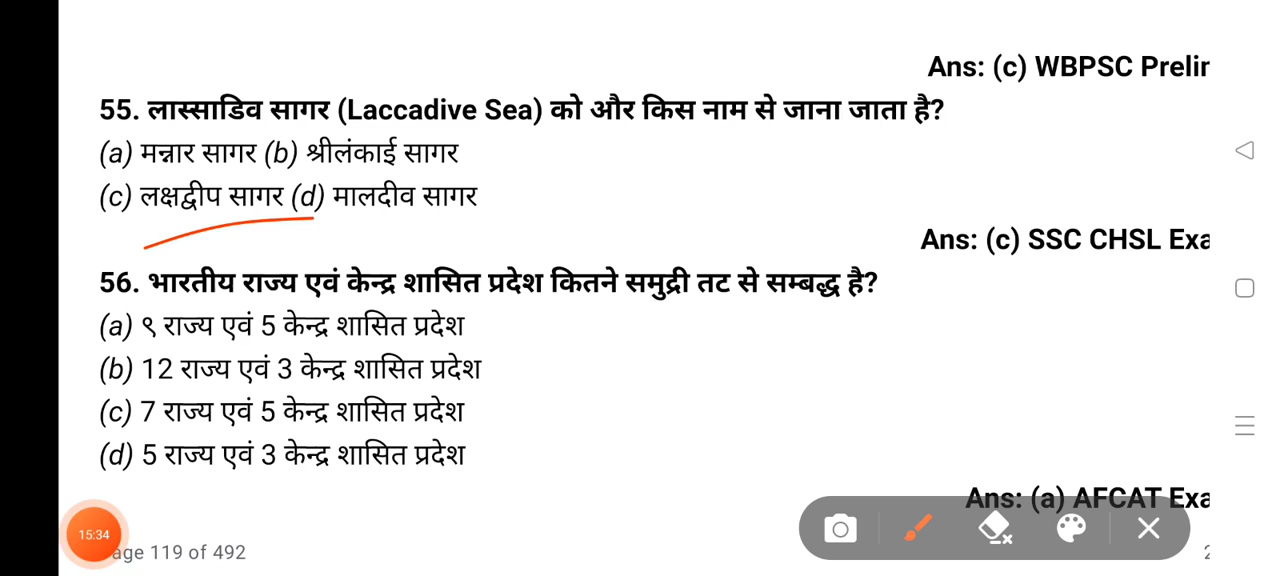 Ans: (c) WBPSC Prelir
55. लास्साडिव सागर (Laccadive Sea) को और किस नाम से जाना जाता है?
(a) मन्नार सागर (b) श्रीलंकाई सागर
(c) लक्षद्वीप सागर (d) मालदीव सागर
Ans: (c) SSC CHSL Exa
56. भारतीय राज्य एवं केन्द्र शासित प्रदेश कितने समुद्री तट से सम्बद्ध है?
(a) ९ राज्य एवं 5 केन्द्र शासित प्रदेश
(b) 12 राज्य एवं 3 केन्द्र शासित प्रदेश
(c) 7 राज्य एवं 5 केन्द्र शासित प्रदेश
(d) 5 राज्य एवं 3 केन्द्र शासित प्रदेश
Ans: (a) AFCAT Exa
15:34
age 119 of 492